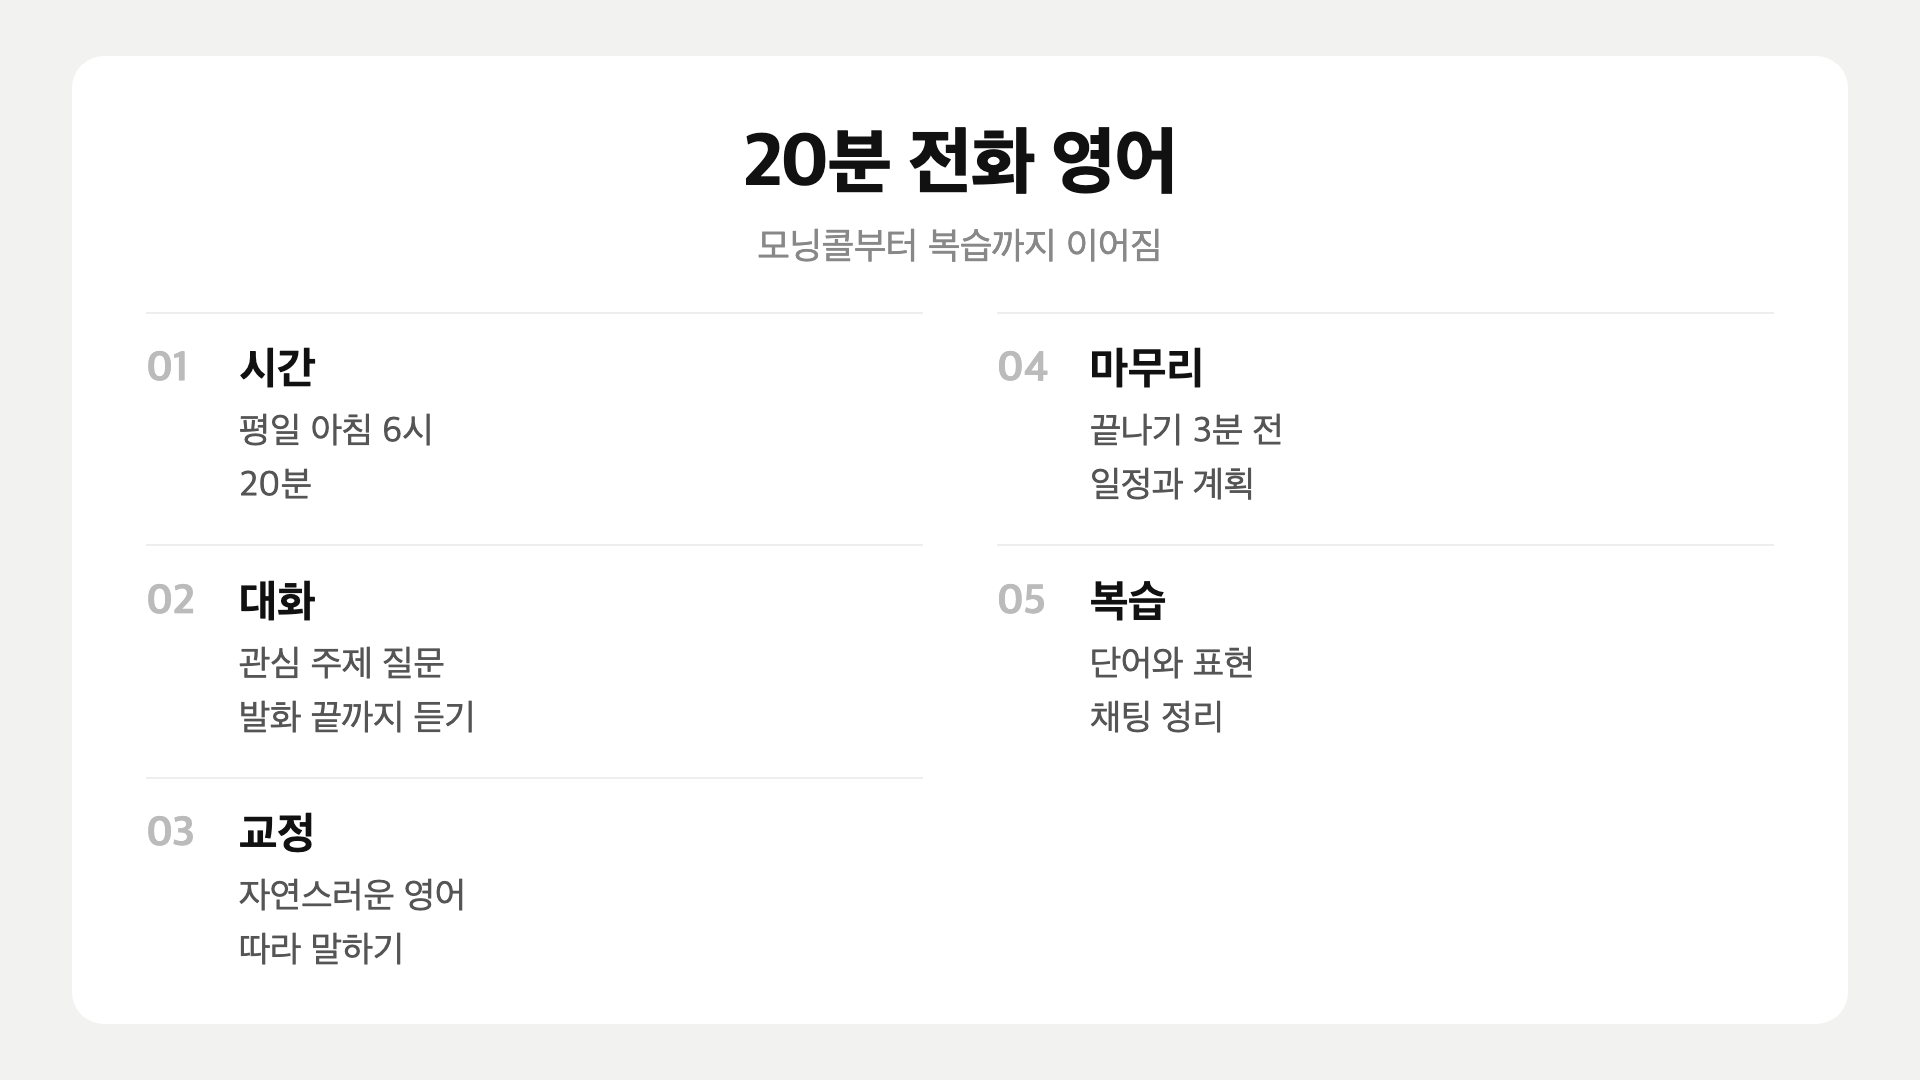 20분 전화 영어
모닝콜부터 복습까지 이어짐
01 시간
평일 아침 6시
20분
02 대화
관심 주제 질문
발화 끝까지 듣기
03 교정
자연스러운 영어
따라 말하기
04 마무리
끝나기 3분 전
일정과 계획
05 복습
단어와 표현
채팅 정리